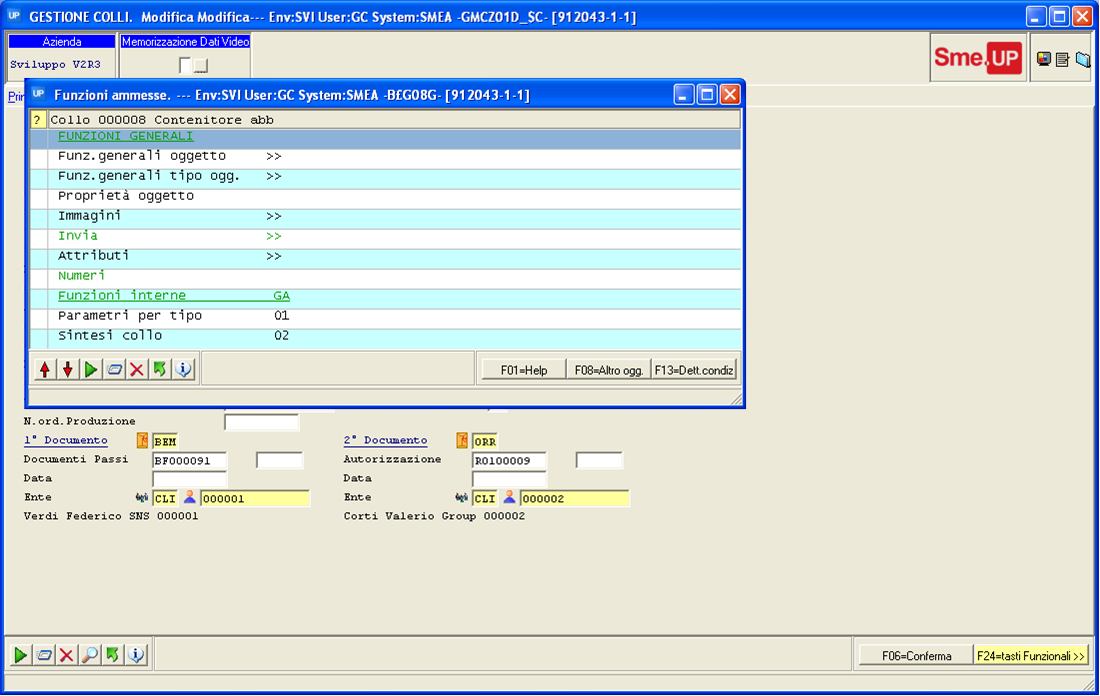 UP GESTIONE COLLI. Modifica Modifica--- Env:SVI User:GC System:SMEA -GMCZ01D_SC- [912043-1-1]
Azienda
Memorizzazione Dati Video
Sviluppo V2R3
Sme.UP
UP Funzioni ammesse. --- Env:SVI User:GC System:SMEA -B£G08G- [912043-1-1]
? Collo 000008 Contenitore abb
FUNZIONI GENERALI
Funz.generali oggetto >>
Funz.generali tipo ogg. >>
Proprietà oggetto
Immagini >>
Invia >>
Attributi >>
Numeri
Funzioni interne GA
Parametri per tipo 01
Sintesi collo 02
F01=Help F08=Altro ogg. F13=Dett.condiz
N.ord.Produzione
1° Documento BEM 2° Documento ORR
Documenti Passi BF000091 Autorizzazione R0100009
Data Data
Ente CLI 000001 Ente CLI 000002
Verdi Federico SNS 000001 Corti Valerio Group 000002
F06=Conferma F24=tasti Funzionali >>